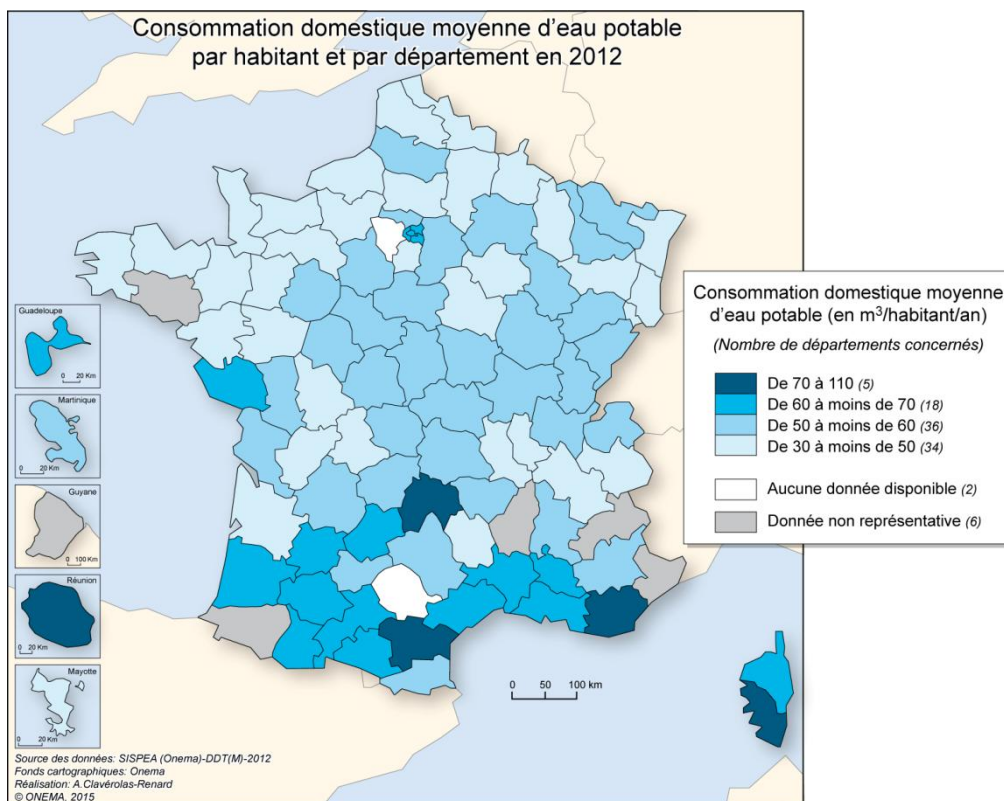 Consommation domestique moyenne d'eau potable
par habitant et par département en 2012
Guadeloupe
0 20 Km
Martinique
0 20 Km
Guyane
0 100 Km
Réunion
0 20 Km
Mayotte
0 20 Km
0 50 100 km
Source des données: SISPEA (Onema)-DDT(M)-2012
Fonds cartographiques: Onema
Réalisation: A.Clavérolas-Renard
© ONEMA, 2015
Consommation domestique moyenne
d'eau potable (en m³/habitant/an)
(Nombre de départements concernés)
De 70 à 110 (5)
De 60 à moins de 70 (18)
De 50 à moins de 60 (36)
De 30 à moins de 50 (34)
Aucune donnée disponible (2)
Donnée non représentative (6)